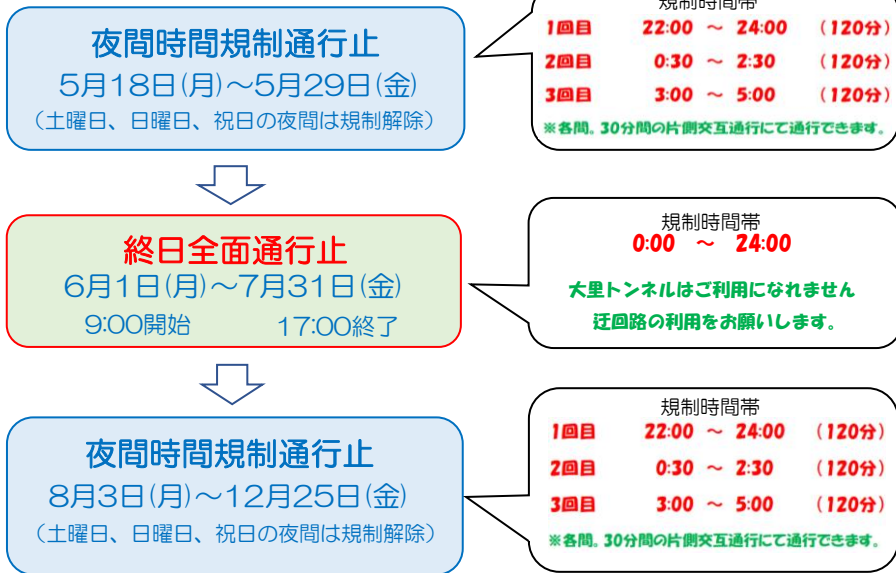 夜間時間規制通行止
5月18日(月)～5月29日(金)
（土曜日、日曜日、祝日の夜間は規制解除）
規制時間帯
1回目 22:00 ～ 24:00 （120分）
2回目 0:30 ～ 2:30 （120分）
3回目 3:00 ～ 5:00 （120分）
※各間。30分間の片側交互通行にて通行できます。
終日全面通行止
6月1日(月)～7月31日(金)
9:00開始 17:00終了
規制時間帯
0:00 ～ 24:00
大里トンネルはご利用になれません
迂回路の利用をお願いします。
夜間時間規制通行止
8月3日(月)～12月25日(金)
（土曜日、日曜日、祝日の夜間は規制解除）
規制時間帯
1回目 22:00 ～ 24:00 （120分）
2回目 0:30 ～ 2:30 （120分）
3回目 3:00 ～ 5:00 （120分）
※各間。30分間の片側交互通行にて通行できます。